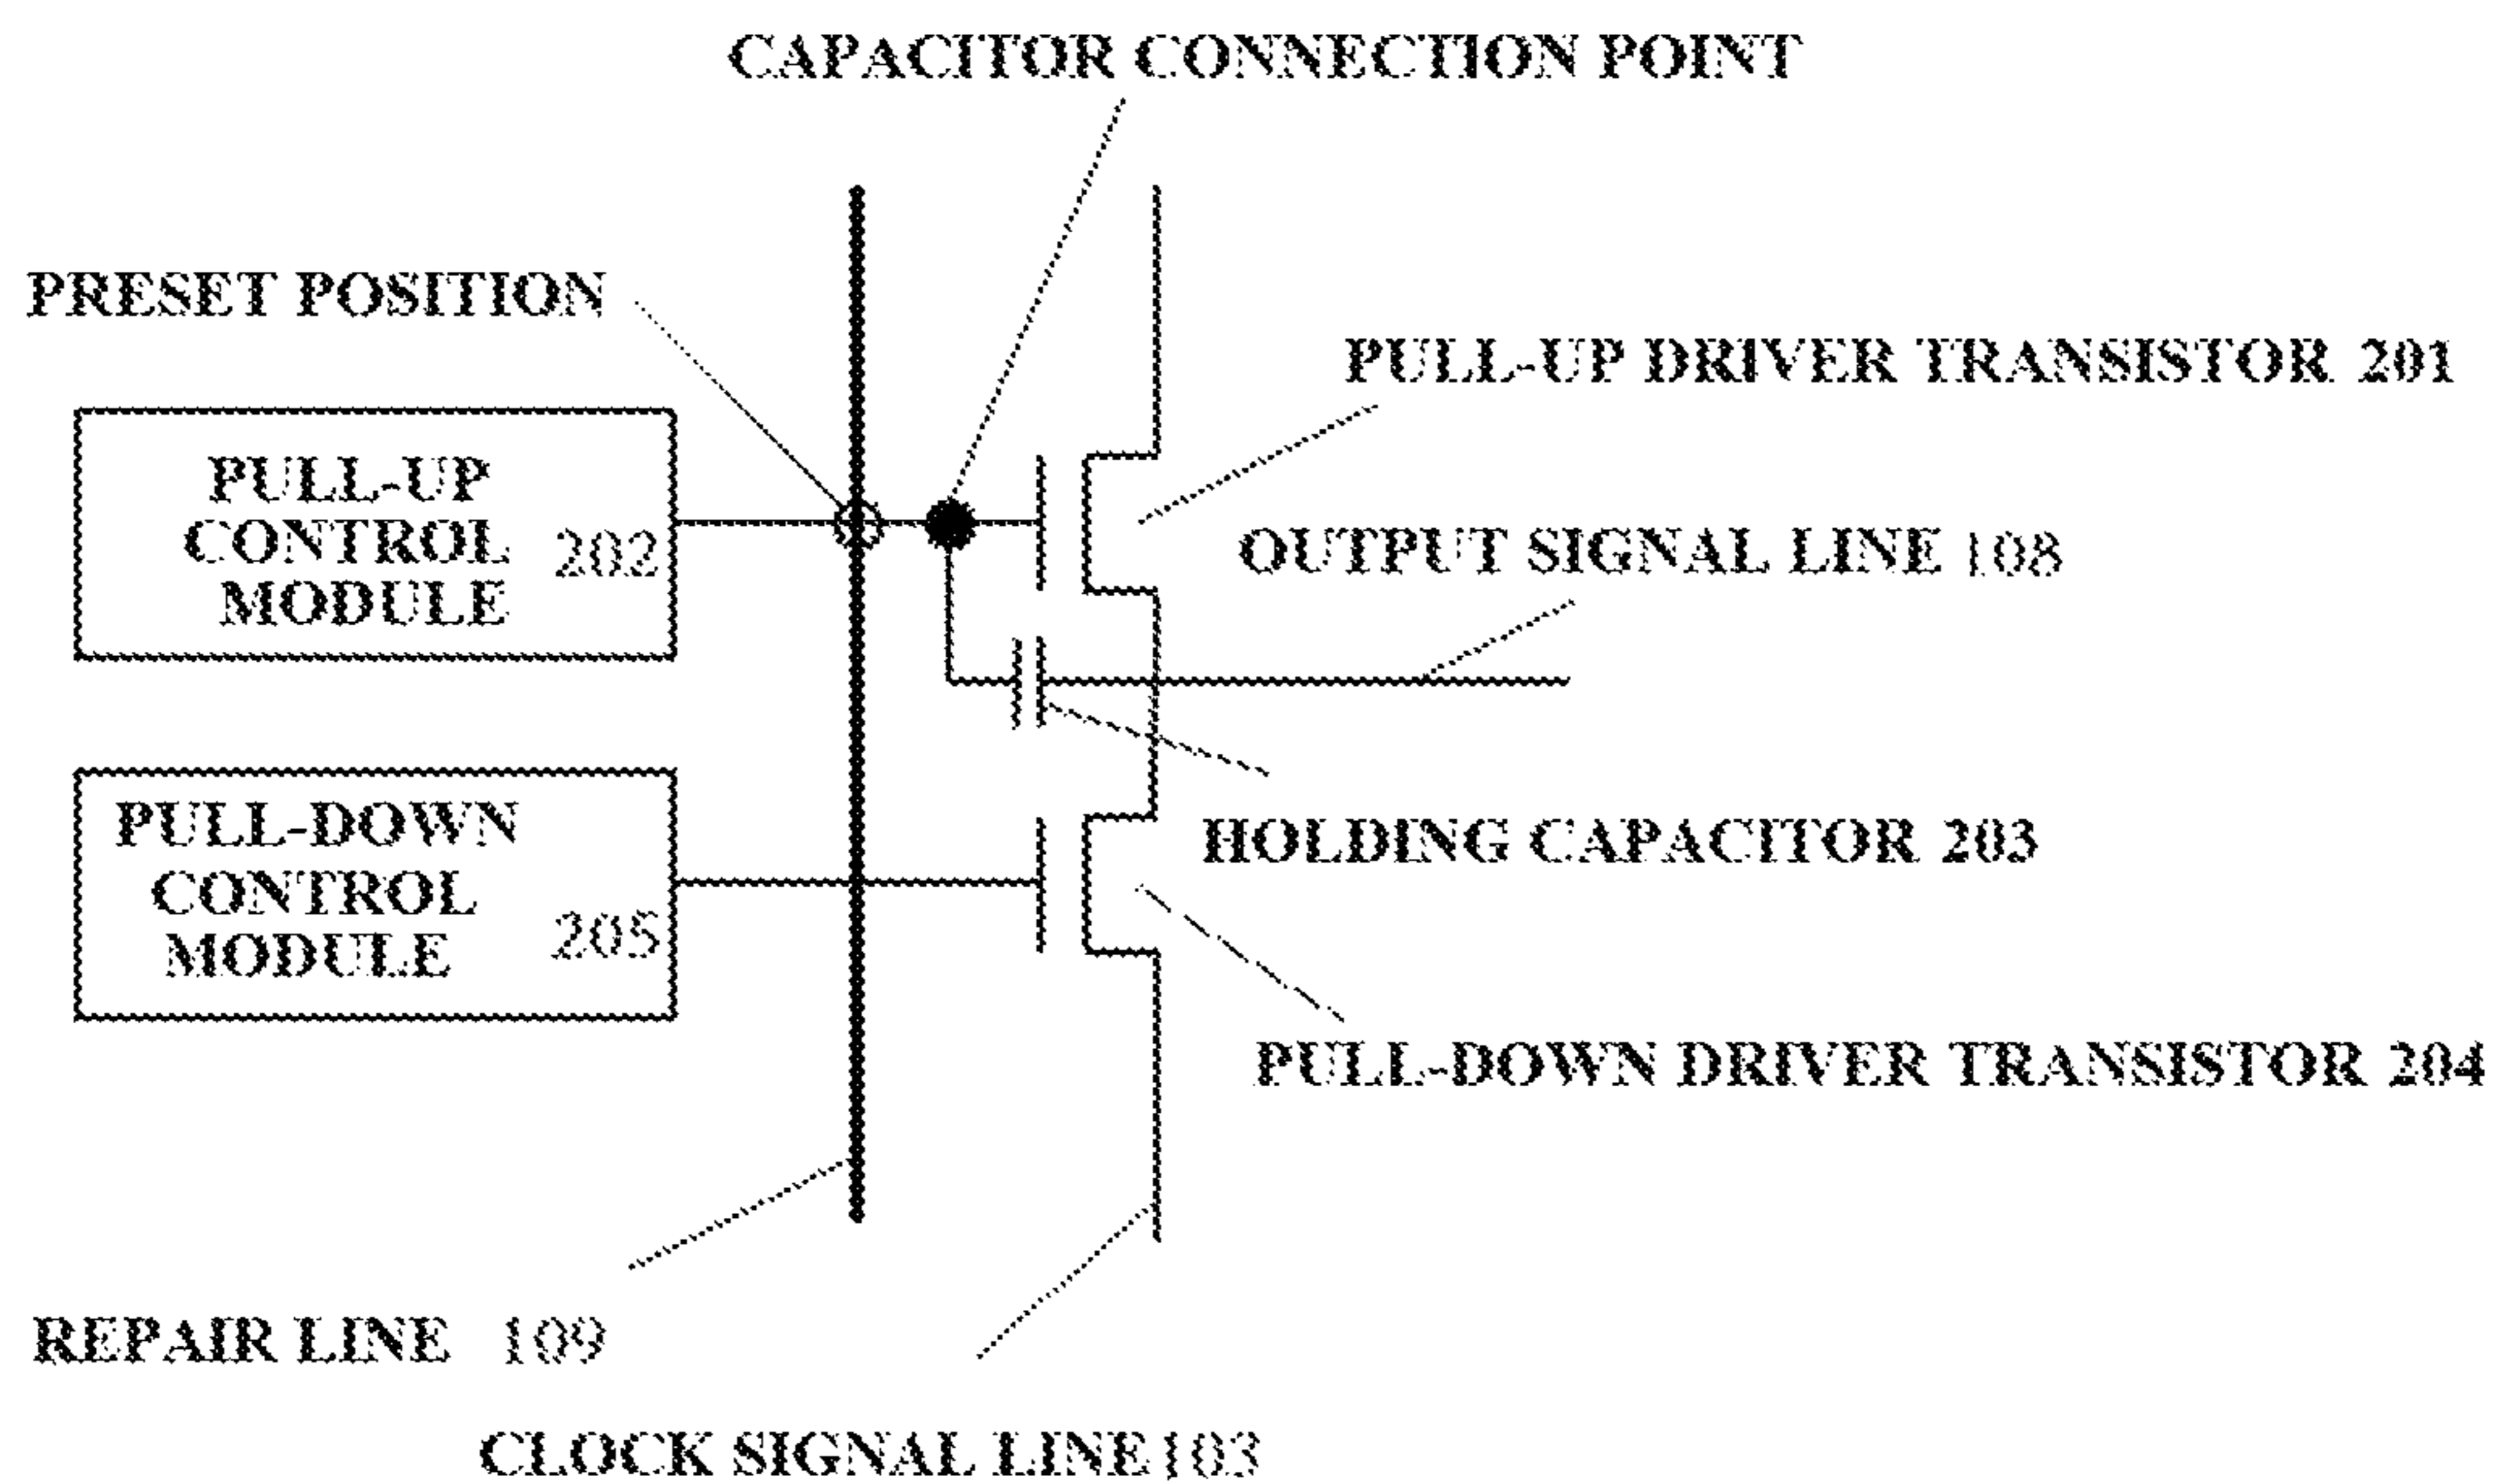 CAPACITOR CONNECTION POINT
PRESET POSITION
PULL-UP DRIVER TRANSISTOR 201
PULL-UP
CONTROL 202
MODULE
OUTPUT SIGNAL LINE 108
PULL-DOWN
CONTROL
MODULE 205
HOLDING CAPACITOR 203
PULL-DOWN DRIVER TRANSISTOR 204
REPAIR LINE 109
CLOCK SIGNAL LINE 103